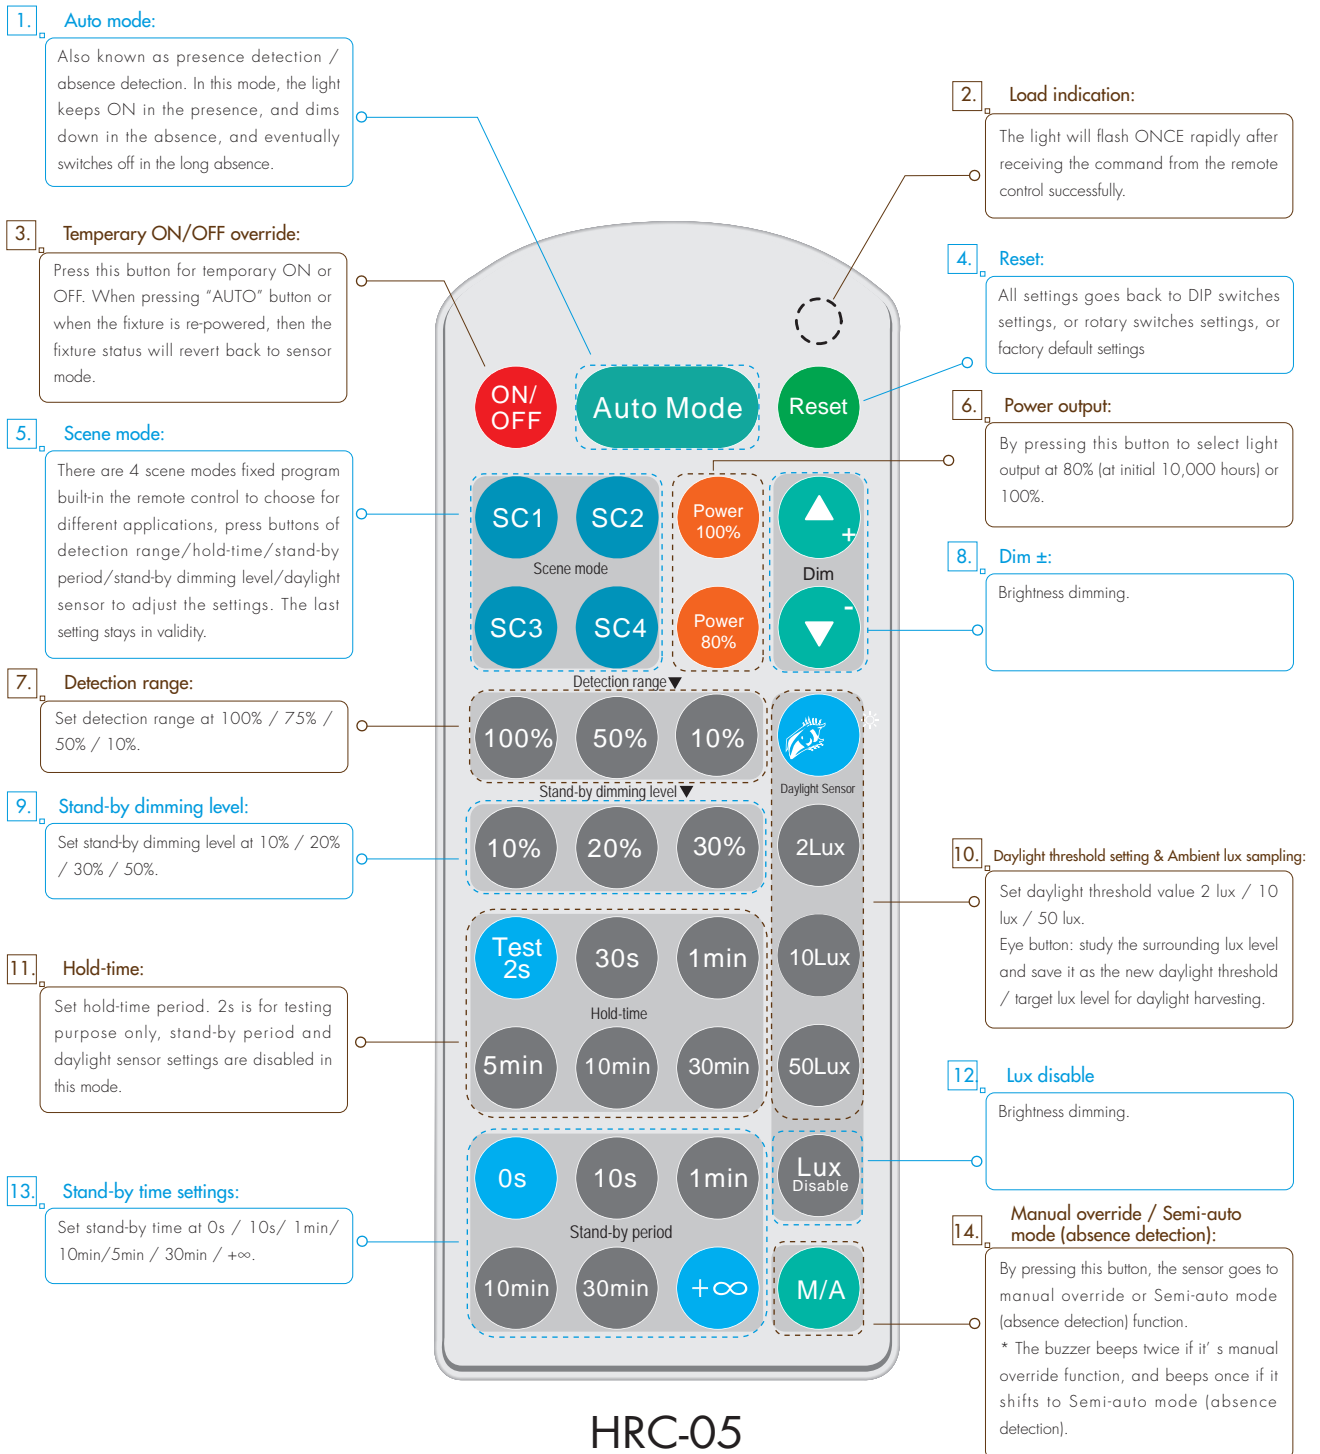 1. Auto mode:
Also known as presence detection /
absence detection. In this mode, the light
keeps ON in the presence, and dims
down in the absence, and eventually
switches off in the long absence.
2. Load indication:
The light will flash ONCE rapidly after
receiving the command from the remote
control successfully.
3. Temperary ON/OFF override:
Press this button for temporary ON or
OFF. When pressing "AUTO" button or
when the fixture is re-powered, then the
fixture status will revert back to sensor
mode.
4. Reset:
All settings goes back to DIP switches
settings, or rotary switches settings, or
factory default settings
5. Scene mode:
There are 4 scene modes fixed program
built-in the remote control to choose for
different applications, press buttons of
detection range/hold-time/stand-by
period/stand-by dimming level/daylight
sensor to adjust the settings. The last
setting stays in validity.
6. Power output:
By pressing this button to select light
output at 80% (at initial 10,000 hours) or
100%.
7. Detection range:
Set detection range at 100% / 75% /
50% / 10%.
8. Dim ±:
Brightness dimming.
9. Stand-by dimming level:
Set stand-by dimming level at 10% / 20%
/ 30% / 50%.
10. Daylight threshold setting & Ambient lux sampling:
Set daylight threshold value 2 lux / 10
lux / 50 lux.
Eye button: study the surrounding lux level
and save it as the new daylight threshold
/ target lux level for daylight harvesting.
11. Hold-time:
Set hold-time period. 2s is for testing
purpose only, stand-by period and
daylight sensor settings are disabled in
this mode.
12. Lux disable
Brightness dimming.
13. Stand-by time settings:
Set stand-by time at 0s / 10s/ 1min/
10min/5min / 30min / +∞.
14. Manual override / Semi-auto
mode (absence detection):
By pressing this button, the sensor goes to
manual override or Semi-auto mode
(absence detection) function.
* The buzzer beeps twice if it' s manual
override function, and beeps once if it
shifts to Semi-auto mode (absence
detection).
ON/
OFF
Auto Mode
Reset
SC1
SC2
Power
100%
+
Scene mode
Dim
SC3
SC4
Power
80%
-
Detection range▼
100%
50%
10%
Daylight Sensor
Stand-by dimming level▼
10%
20%
30%
2Lux
Test
2s
30s
1min
10Lux
Hold-time
5min
10min
30min
50Lux
0s
10s
1min
Lux
Disable
Stand-by period
10min
30min
+∞
M/A
HRC-05